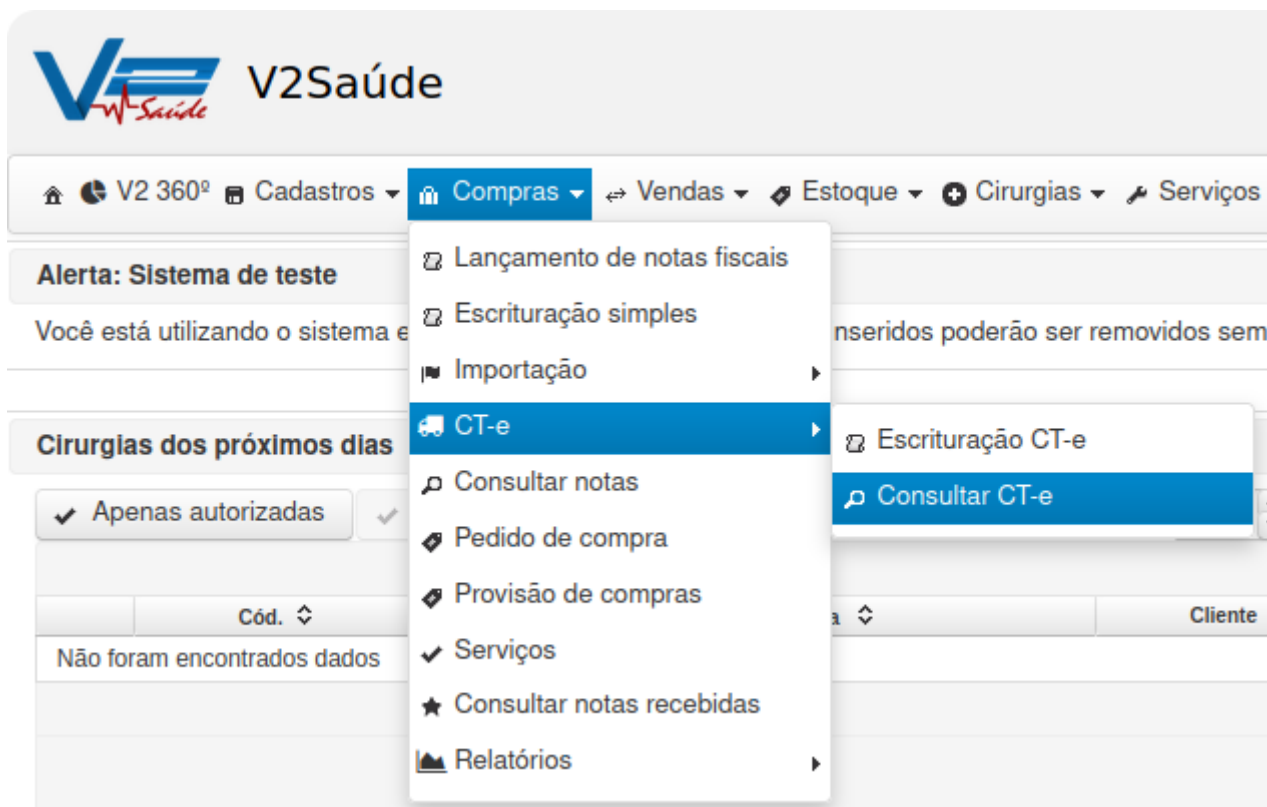 Saúde
V2Saúde
V2 360º Cadastros Compras Vendas Estoque Cirurgias Serviços
Lançamento de notas fiscais
Alerta: Sistema de teste
Escrituração simples
Você está utilizando o sistema e nseridos poderão ser removidos sem
Importação
CT-e
Escrituração CT-e
Cirurgias dos próximos dias
Consultar notas
Consultar CT-e
Apenas autorizadas
Pedido de compra
Provisão de compras
Cód. a Cliente
Não foram encontrados dados
Serviços
Consultar notas recebidas
Relatórios